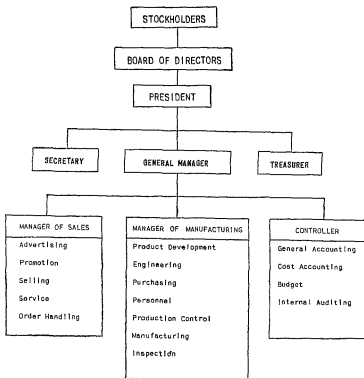 STOCKHOLDERS
BOARD OF DIRECTORS
PRESIDENT
SECRETARY
GENERAL MANAGER
TREASURER
MANAGER OF SALES
Advertising
Promotion
Selling
Service
Order Handling
MANAGER OF MANUFACTURING
Product Development
Engineering
Purchasing
Personnel
Production Control
Manufacturing
Inspection
CONTROLLER
General Accounting
Cost Accounting
Budget
Internal Auditing